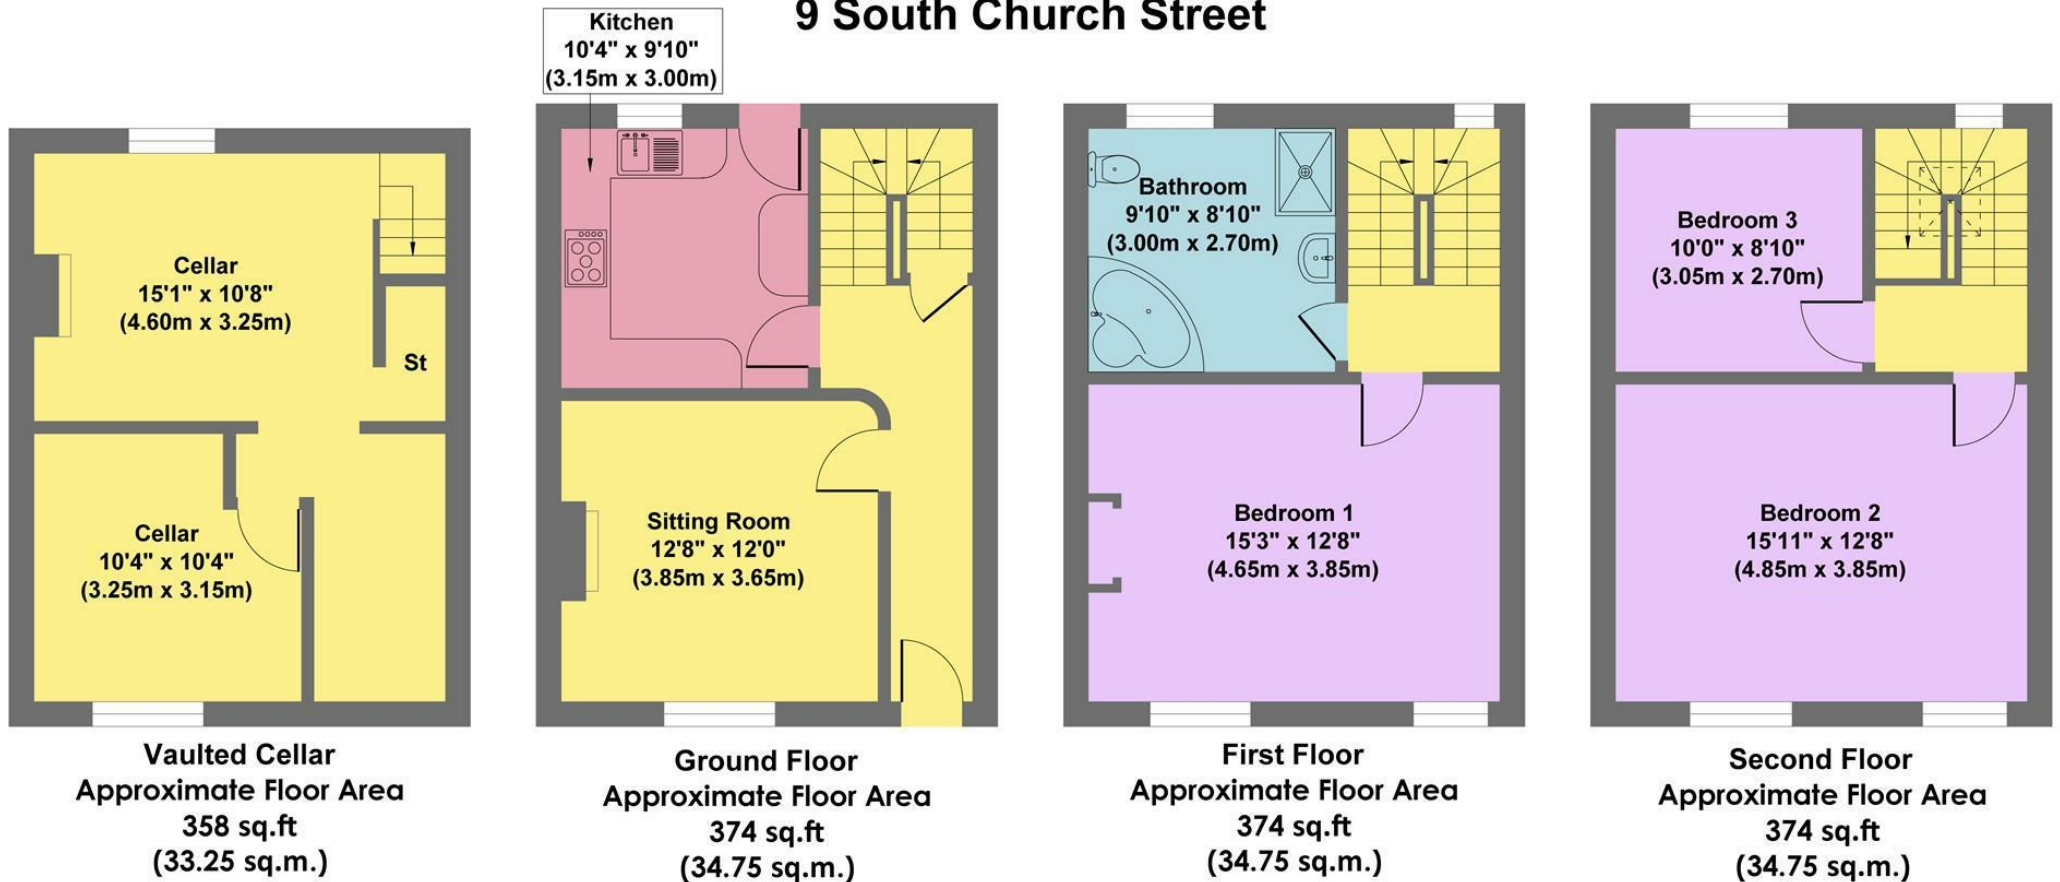 9 South Church Street
Kitchen
10'4" x 9'10"
(3.15m x 3.00m)
Cellar
15'1" x 10'8"
(4.60m x 3.25m)
St
Cellar
10'4" x 10'4"
(3.25m x 3.15m)
Vaulted Cellar
Approximate Floor Area
358 sq.ft
(33.25 sq.m.)
Sitting Room
12'8" x 12'0"
(3.85m x 3.65m)
Ground Floor
Approximate Floor Area
374 sq.ft
(34.75 sq.m.)
Bathroom
9'10" x 8'10"
(3.00m x 2.70m)
Bedroom 1
15'3" x 12'8"
(4.65m x 3.85m)
First Floor
Approximate Floor Area
374 sq.ft
(34.75 sq.m.)
Bedroom 3
10'0" x 8'10"
(3.05m x 2.70m)
Bedroom 2
15'11" x 12'8"
(4.85m x 3.85m)
Second Floor
Approximate Floor Area
374 sq.ft
(34.75 sq.m.)